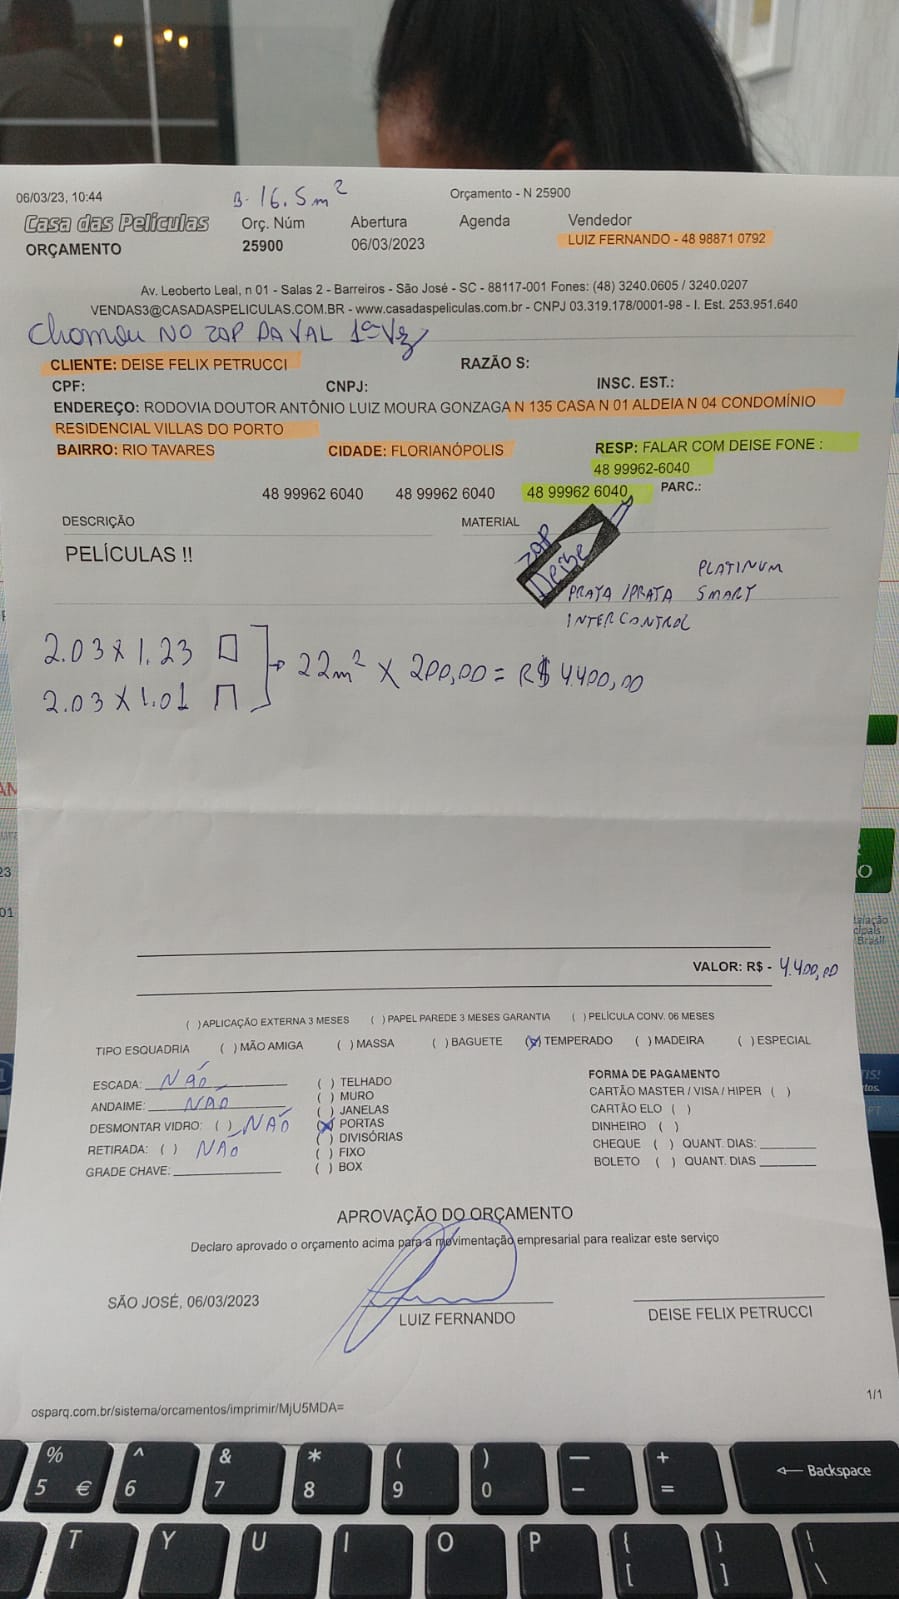 06/03/23, 10:44
B- 16.5m²
Orçamento - N 25900
Casa das Películas
Orç. Núm Abertura Agenda Vendedor
ORÇAMENTO 25900 06/03/2023 LUIZ FERNANDO - 48 98871 0792
Av. Leoberto Leal, n 01 - Salas 2 - Barreiros - São José - SC - 88117-001 Fones: (48) 3240.0605 / 3240.0207
VENDAS3@CASADASPELICULAS.COM.BR - www.casadaspeliculas.com.br - CNPJ 03.319.178/0001-98 - I. Est. 253.951.640
Chamou NO ZAP DA VAL 1ª Vez
CLIENTE: DEISE FELIX PETRUCCI RAZÃO S:
CPF: CNPJ: INSC. EST.:
ENDEREÇO: RODOVIA DOUTOR ANTÔNIO LUIZ MOURA GONZAGA N 135 CASA N 01 ALDEIA N 04 CONDOMÍNIO
RESIDENCIAL VILLAS DO PORTO
BAIRRO: RIO TAVARES CIDADE: FLORIANÓPOLIS RESP: FALAR COM DEISE FONE :
48 99962-6040
48 99962 6040 48 99962 6040 48 99962 6040 PARC.:
DESCRIÇÃO MATERIAL
PELÍCULAS !!
ZAP
Deise
PRATA/PRATA PLATINUM
SMART
INTERCONTROL
2.03 x 1.23
2.03 x 1.01
22m² x 200,00 = R$ 4.400,00
VALOR: R$ - 4.400,00
( ) APLICAÇÃO EXTERNA 3 MESES ( ) PAPEL PAREDE 3 MESES GARANTIA ( ) PELÍCULA CONV. 06 MESES
TIPO ESQUADRIA ( ) MÃO AMIGA ( ) MASSA ( ) BAGUETE (x) TEMPERADO ( ) MADEIRA ( ) ESPECIAL
ESCADA: NÃO
ANDAIME: NÃO
DESMONTAR VIDRO: ( ) NÃO
RETIRADA: ( ) NÃO
GRADE CHAVE:
( ) TELHADO
( ) MURO
( ) JANELAS
(x) PORTAS
( ) DIVISÓRIAS
( ) FIXO
( ) BOX
FORMA DE PAGAMENTO
CARTÃO MASTER / VISA / HIPER ( )
CARTÃO ELO ( )
DINHEIRO ( )
CHEQUE ( ) QUANT. DIAS:
BOLETO ( ) QUANT. DIAS
APROVAÇÃO DO ORÇAMENTO
Declaro aprovado o orçamento acima para a movimentação empresarial para realizar este serviço
SÃO JOSÉ, 06/03/2023
LUIZ FERNANDO
DEISE FELIX PETRUCCI
1/1
osparq.com.br/sistema/orcamentos/imprimir/MjU5MDA=
% ^ & * ( ) — +
5 € 6 7 8 9 0 - = Backspace
T Y U I O P { } |
[ ] \